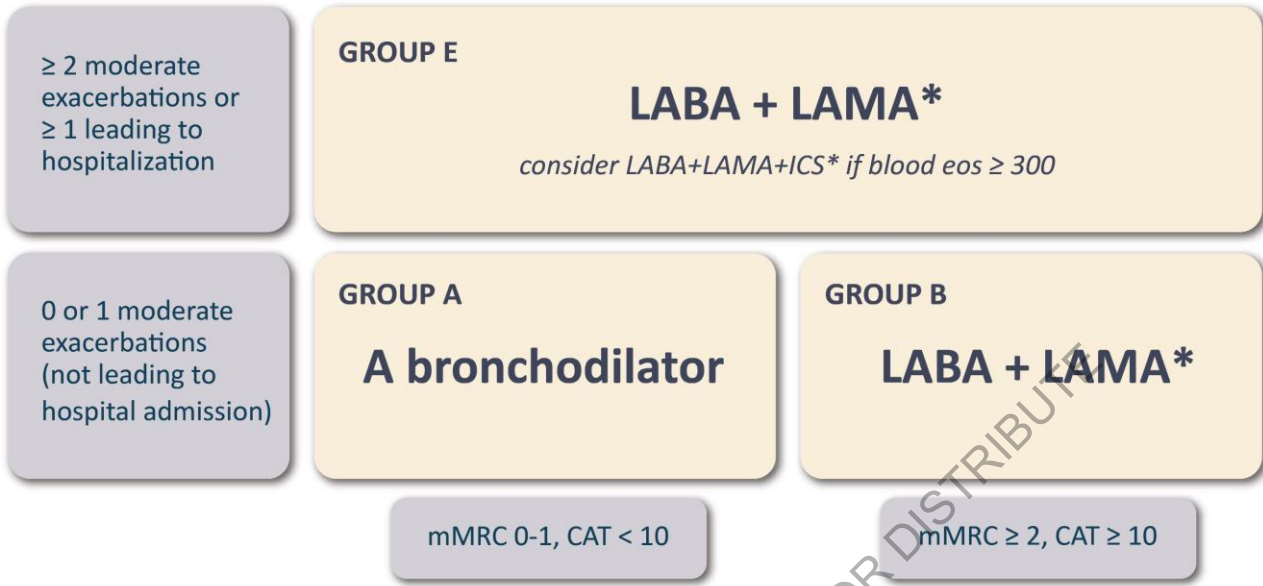 ≥ 2 moderate
exacerbations or
≥ 1 leading to
hospitalization
GROUP E
LABA + LAMA*
consider LABA+LAMA+ICS* if blood eos ≥ 300
0 or 1 moderate
exacerbations
(not leading to
hospital admission)
GROUP A
A bronchodilator
GROUP B
LABA + LAMA*
mMRC 0-1, CAT < 10
mMRC ≥ 2, CAT ≥ 10
OR DISTRIBUTE